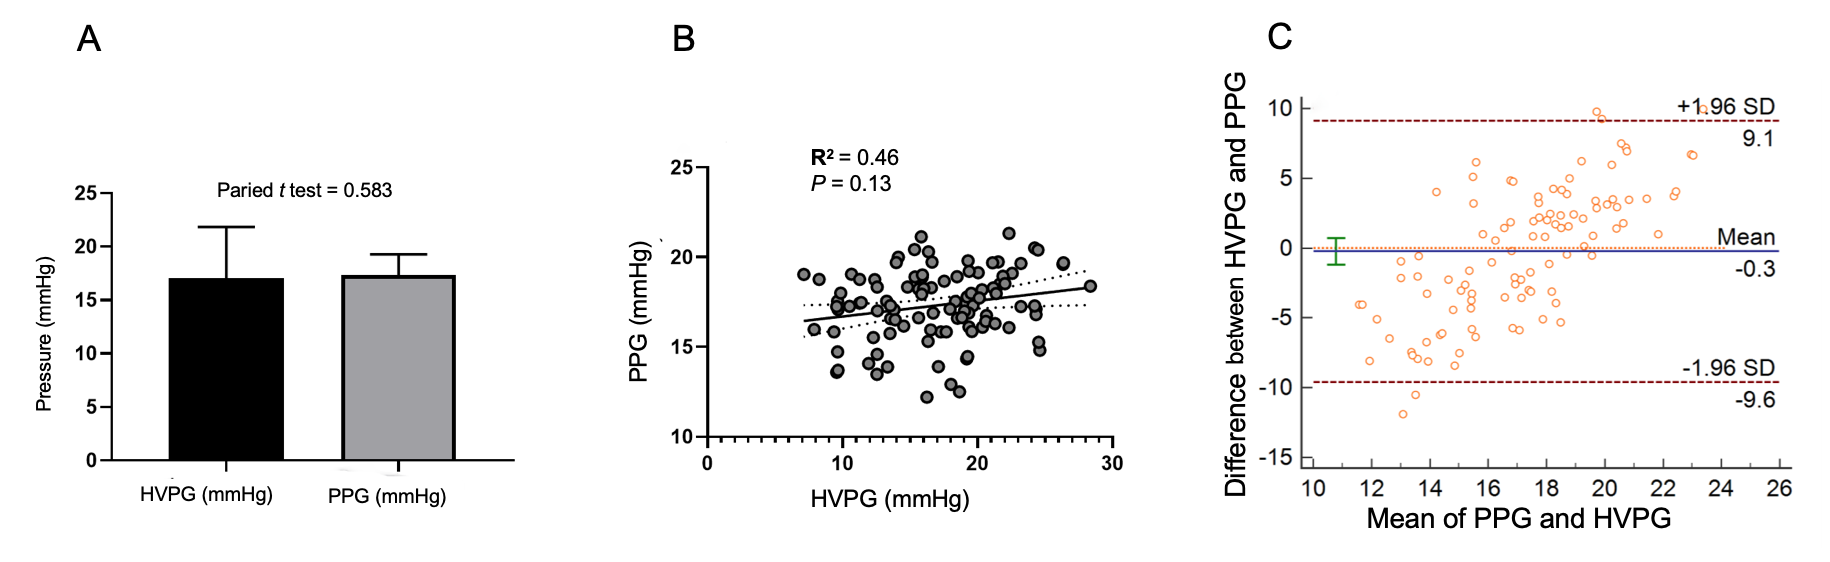 A
Paried t test = 0.583
25
20
15
10
5
0
Pressure (mmHg)
HVPG (mmHg)
PPG (mmHg)
B
R² = 0.46
P = 0.13
25
20
15
10
PPG (mmHg)
0
10
20
30
HVPG (mmHg)
C
Difference between HVPG and PPG
10
5
0
-5
-10
-15
+1.96 SD
9.1
Mean
-0.3
-1.96 SD
-9.6
10
12
14
16
18
20
22
24
26
Mean of PPG and HVPG